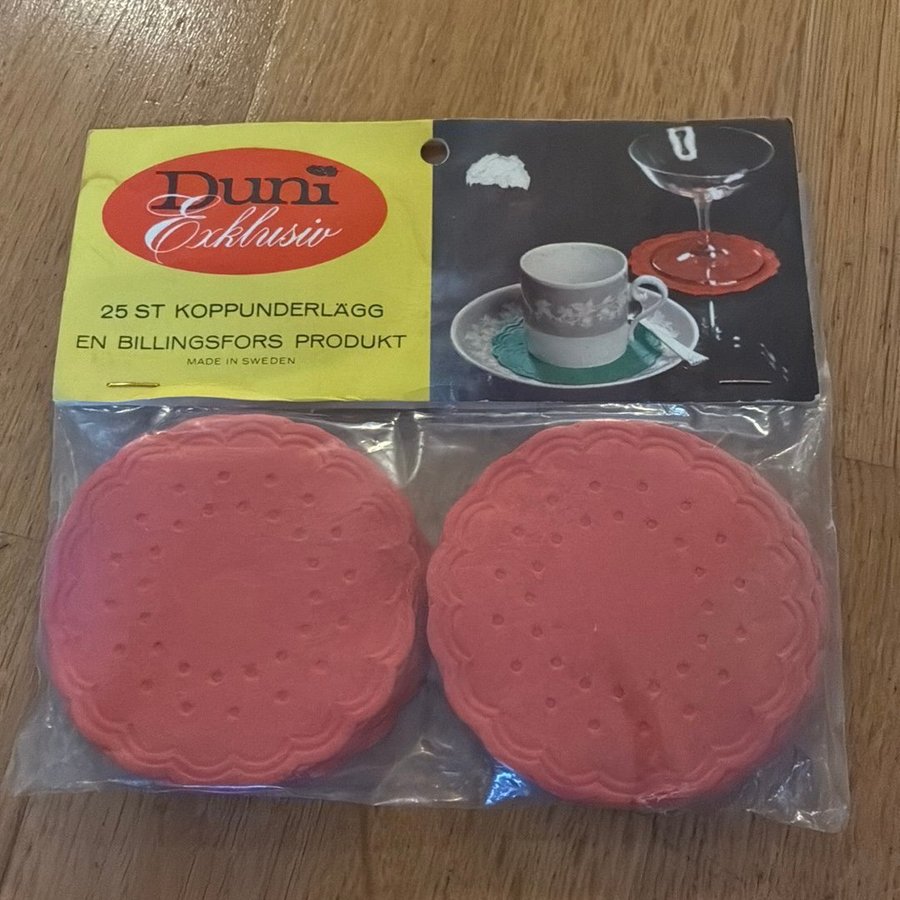 Duni
Exklusiv
25 ST KOPPUNDERLÄGG
EN BILLINGSFORS PRODUKT
MADE IN SWEDEN